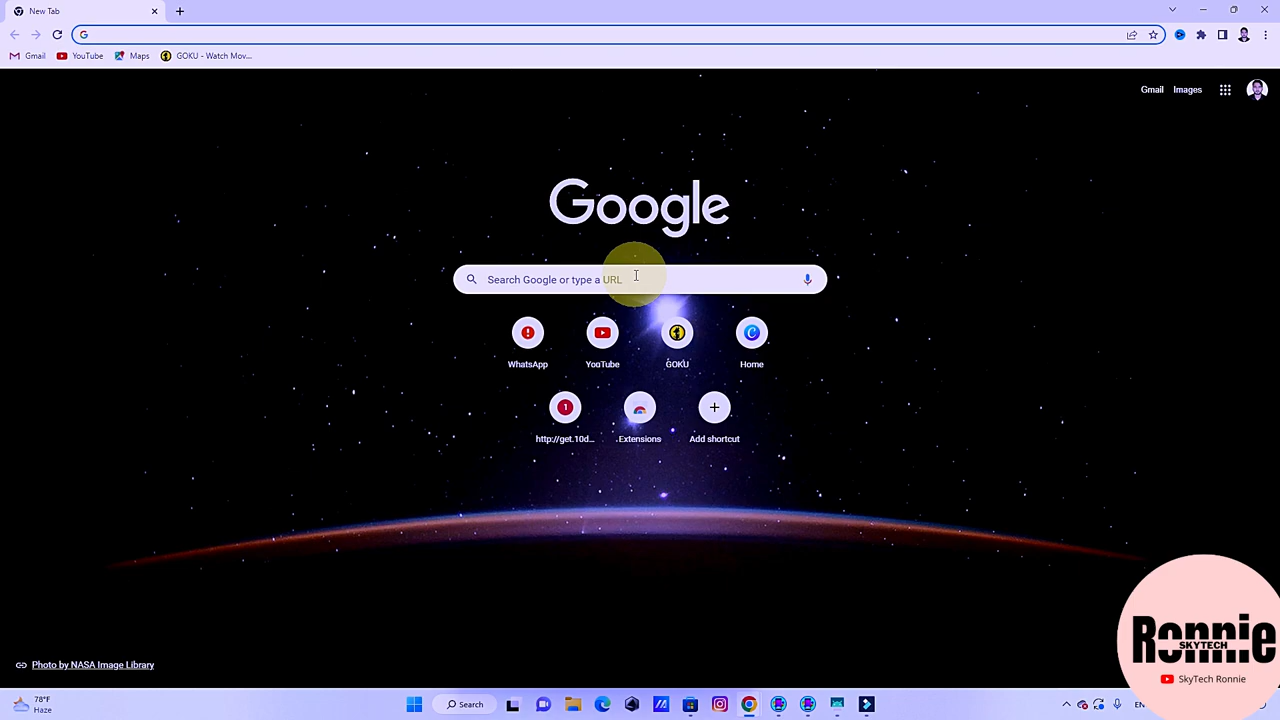 New Tab
Gmail
YouTube
Maps
GOKU - Watch Mov...
Gmail
Images
Google
Search Google or type a URL
WhatsApp
YouTube
GOKU
Home
1
http://get.10d...
Extensions
Add shortcut
Photo by NASA Image Library
Ronnie
SKYTECH
SkyTech Ronnie
78°F
Haze
Search
EN